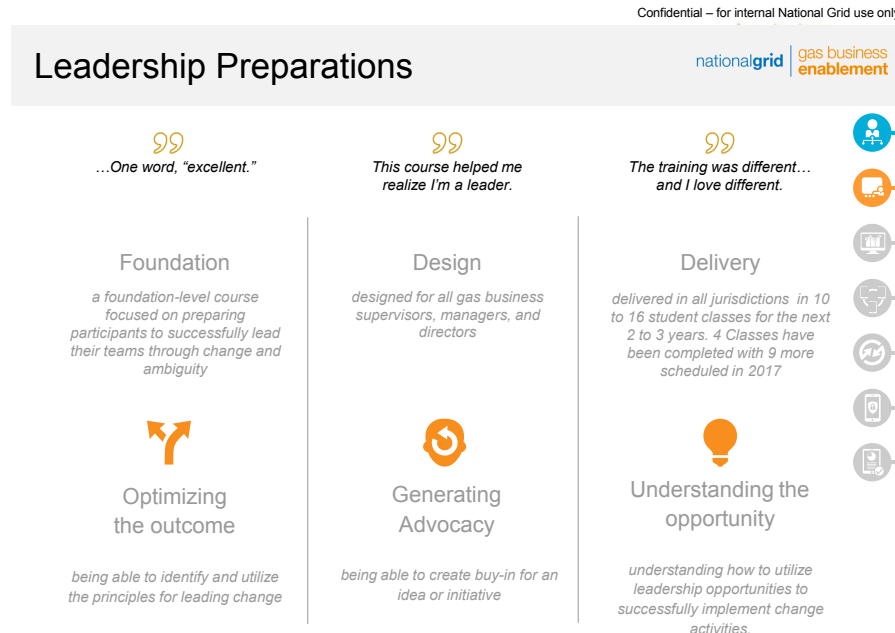 Confidential – for internal National Grid use only
Leadership Preparations
nationalgrid
gas business
enablement
…One word, “excellent.”
This course helped me
realize I’m a leader.
The training was different…
and I love different.
Foundation
a foundation-level course
focused on preparing
participants to successfully lead
their teams through change and
ambiguity
Design
designed for all gas business
supervisors, managers, and
directors
Delivery
delivered in all jurisdictions in 10
to 16 student classes for the next
2 to 3 years. 4 Classes have
been completed with 9 more
scheduled in 2017
Optimizing
the outcome
being able to identify and utilize
the principles for leading change
Generating
Advocacy
being able to create buy-in for an
idea or initiative
Understanding the
opportunity
understanding how to utilize
leadership opportunities to
successfully implement change
activities.